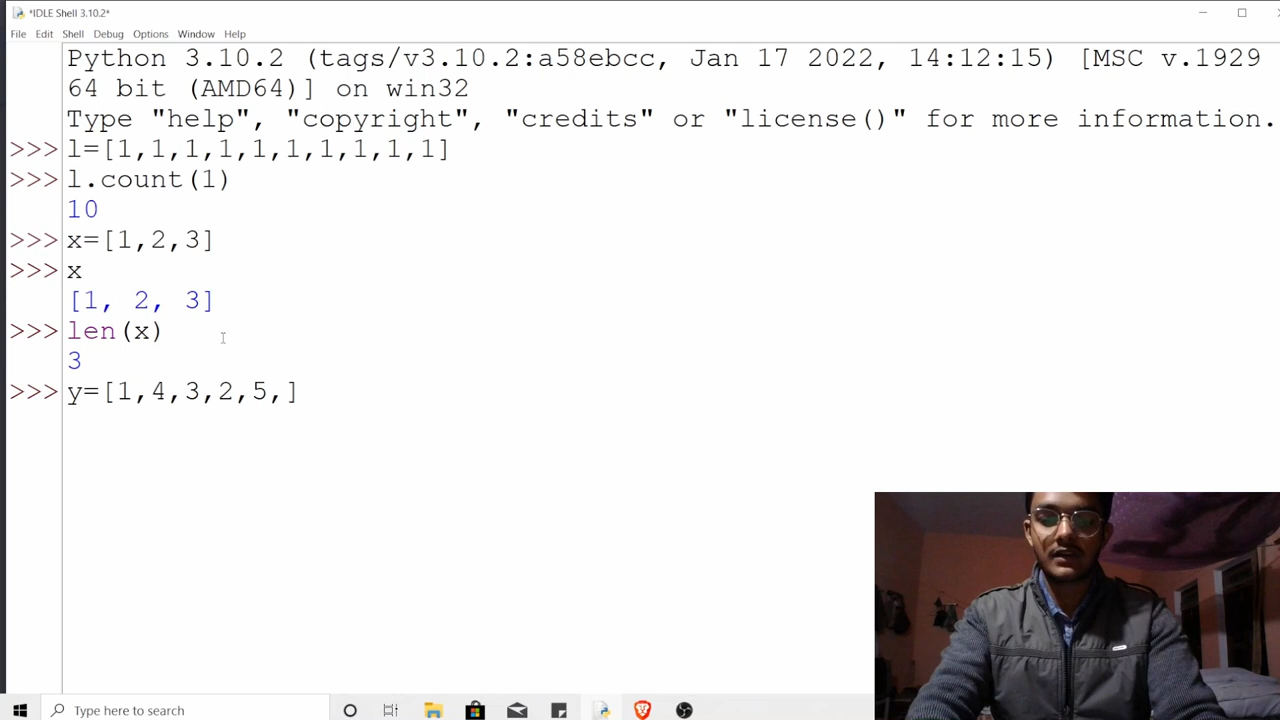 *IDLE Shell 3.10.2*
File Edit Shell Debug Options Window Help
Python 3.10.2 (tags/v3.10.2:a58ebcc, Jan 17 2022, 14:12:15) [MSC v.1929
64 bit (AMD64)] on win32
Type "help", "copyright", "credits" or "license()" for more information.
>>> l=[1,1,1,1,1,1,1,1,1,1]
>>> l.count(1)
10
>>> x=[1,2,3]
>>> x
[1, 2, 3]
>>> len(x)
3
>>> y=[1,4,3,2,5,]
Type here to search